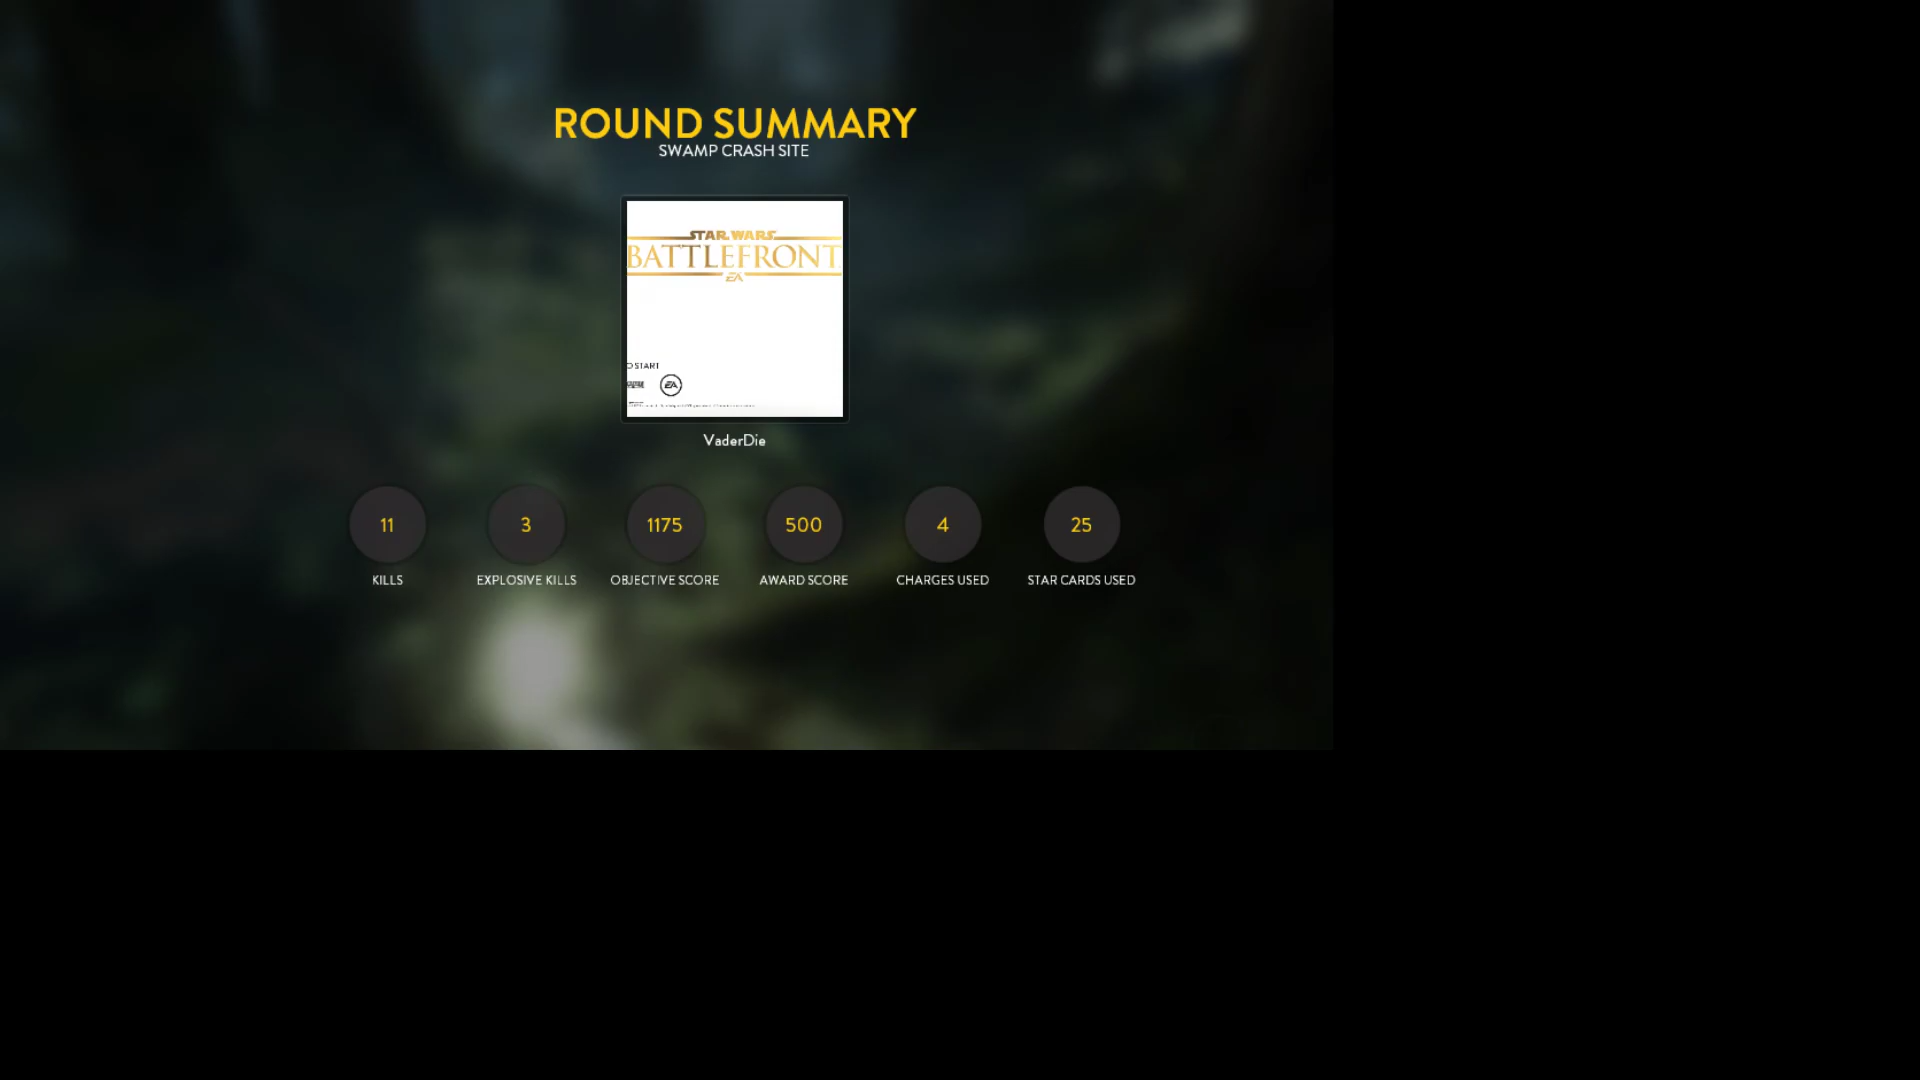 ROUND SUMMARY
SWAMP CRASH SITE
STAR WARS
BATTLEFRONT
EA
O START
EA
VaderDie
11
3
1175
500
4
25
KILLS
EXPLOSIVE KILLS
OBJECTIVE SCORE
AWARD SCORE
CHARGES USED
STAR CARDS USED